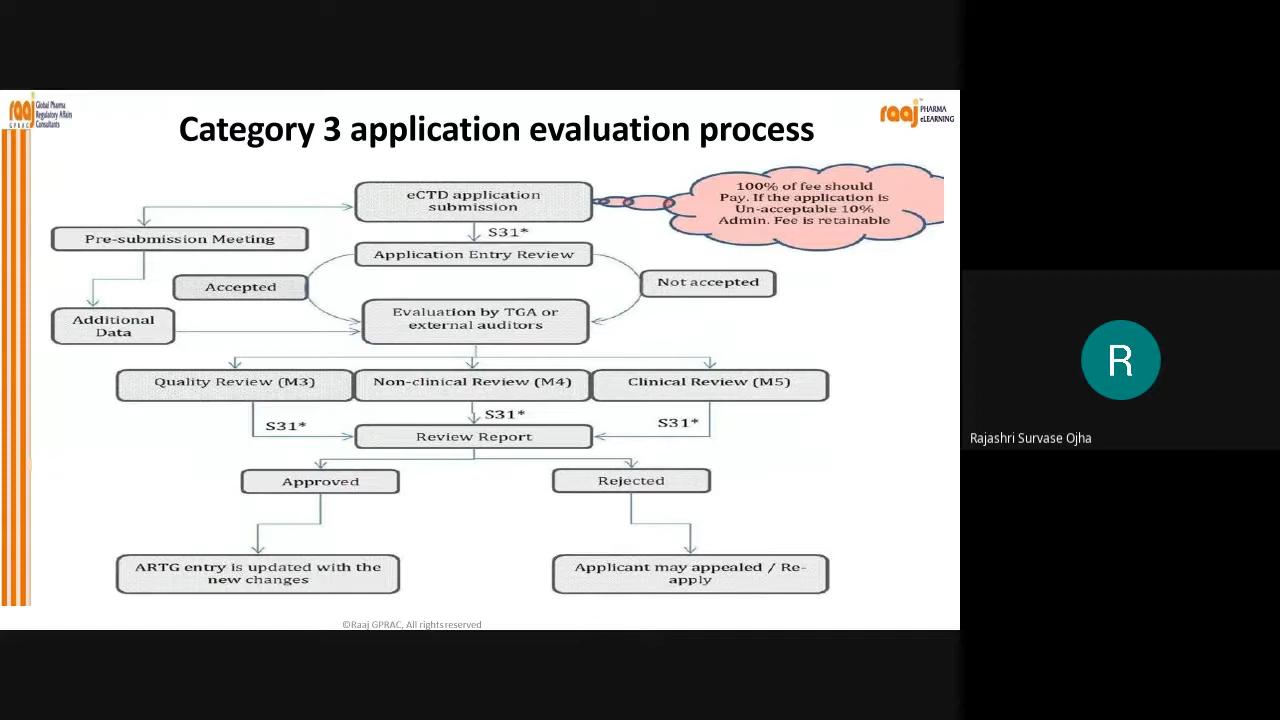 raaj
GPRAC
Global Pharma
Regulatory Affairs
Consultants
Category 3 application evaluation process
raaj
PHARMA
eLEARNING
eCTD application
submission
100% of fee should
Pay. If the application is
Un-acceptable 10%
Admin. Fee is retainable
S31*
Pre-submission Meeting
Application Entry Review
Accepted
Not accepted
Additional
Data
Evaluation by TGA or
external auditors
Quality Review (M3)
Non-clinical Review (M4)
Clinical Review (M5)
S31*
S31*
S31*
Review Report
Approved
Rejected
ARTG entry is updated with the
new changes
Applicant may appealed / Re-
apply
©Raaj GPRAC, All rights reserved
R
Rajashri Survase Ojha